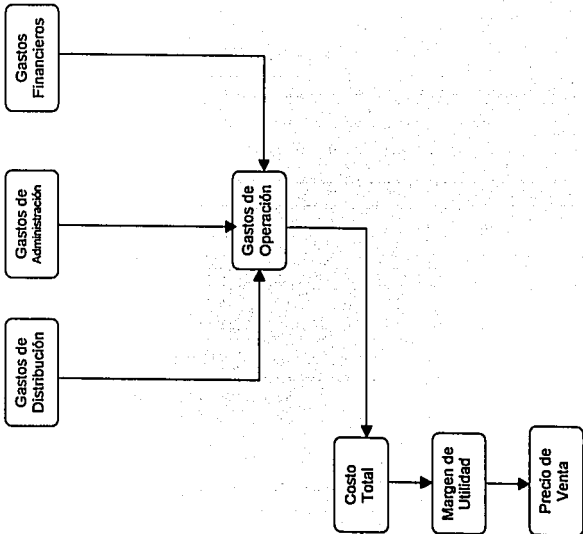 Gastos
Financieros
Gastos de
Administración
Gastos de
Distribución
Gastos de
Operación
Costo
Total
Margen de
Utilidad
Precio de
Venta